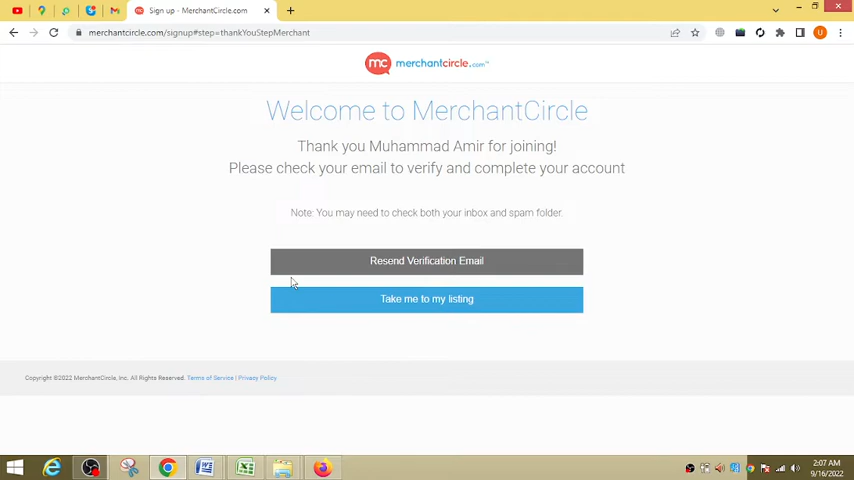 Sign up - MerchantCircle.com
merchantcircle.com/signup#step=thankYouStepMerchant
U
mc merchantcircle.com™
Welcome to MerchantCircle
Thank you Muhammad Amir for joining!
Please check your email to verify and complete your account
Note: You may need to check both your inbox and spam folder.
Resend Verification Email
Take me to my listing
Copyright ©2022 MerchantCircle, Inc. All Rights Reserved. Terms of Service | Privacy Policy
2:07 AM
9/16/2022